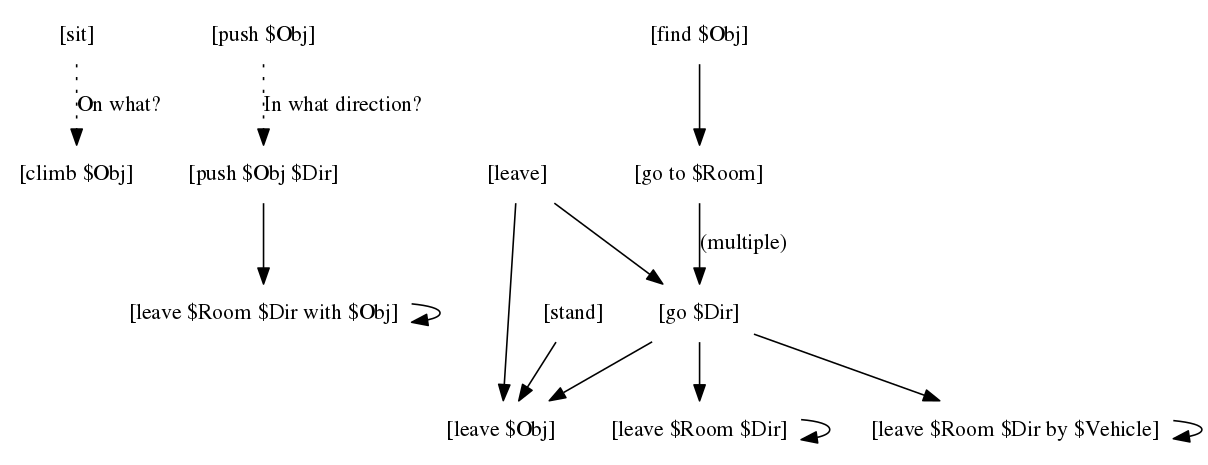 [sit]
[push $Obj]
[find $Obj]
On what?
In what direction?
[climb $Obj]
[push $Obj $Dir]
[leave]
[go to $Room]
(multiple)
[leave $Room $Dir with $Obj]
[stand]
[go $Dir]
[leave $Obj]
[leave $Room $Dir]
[leave $Room $Dir by $Vehicle]